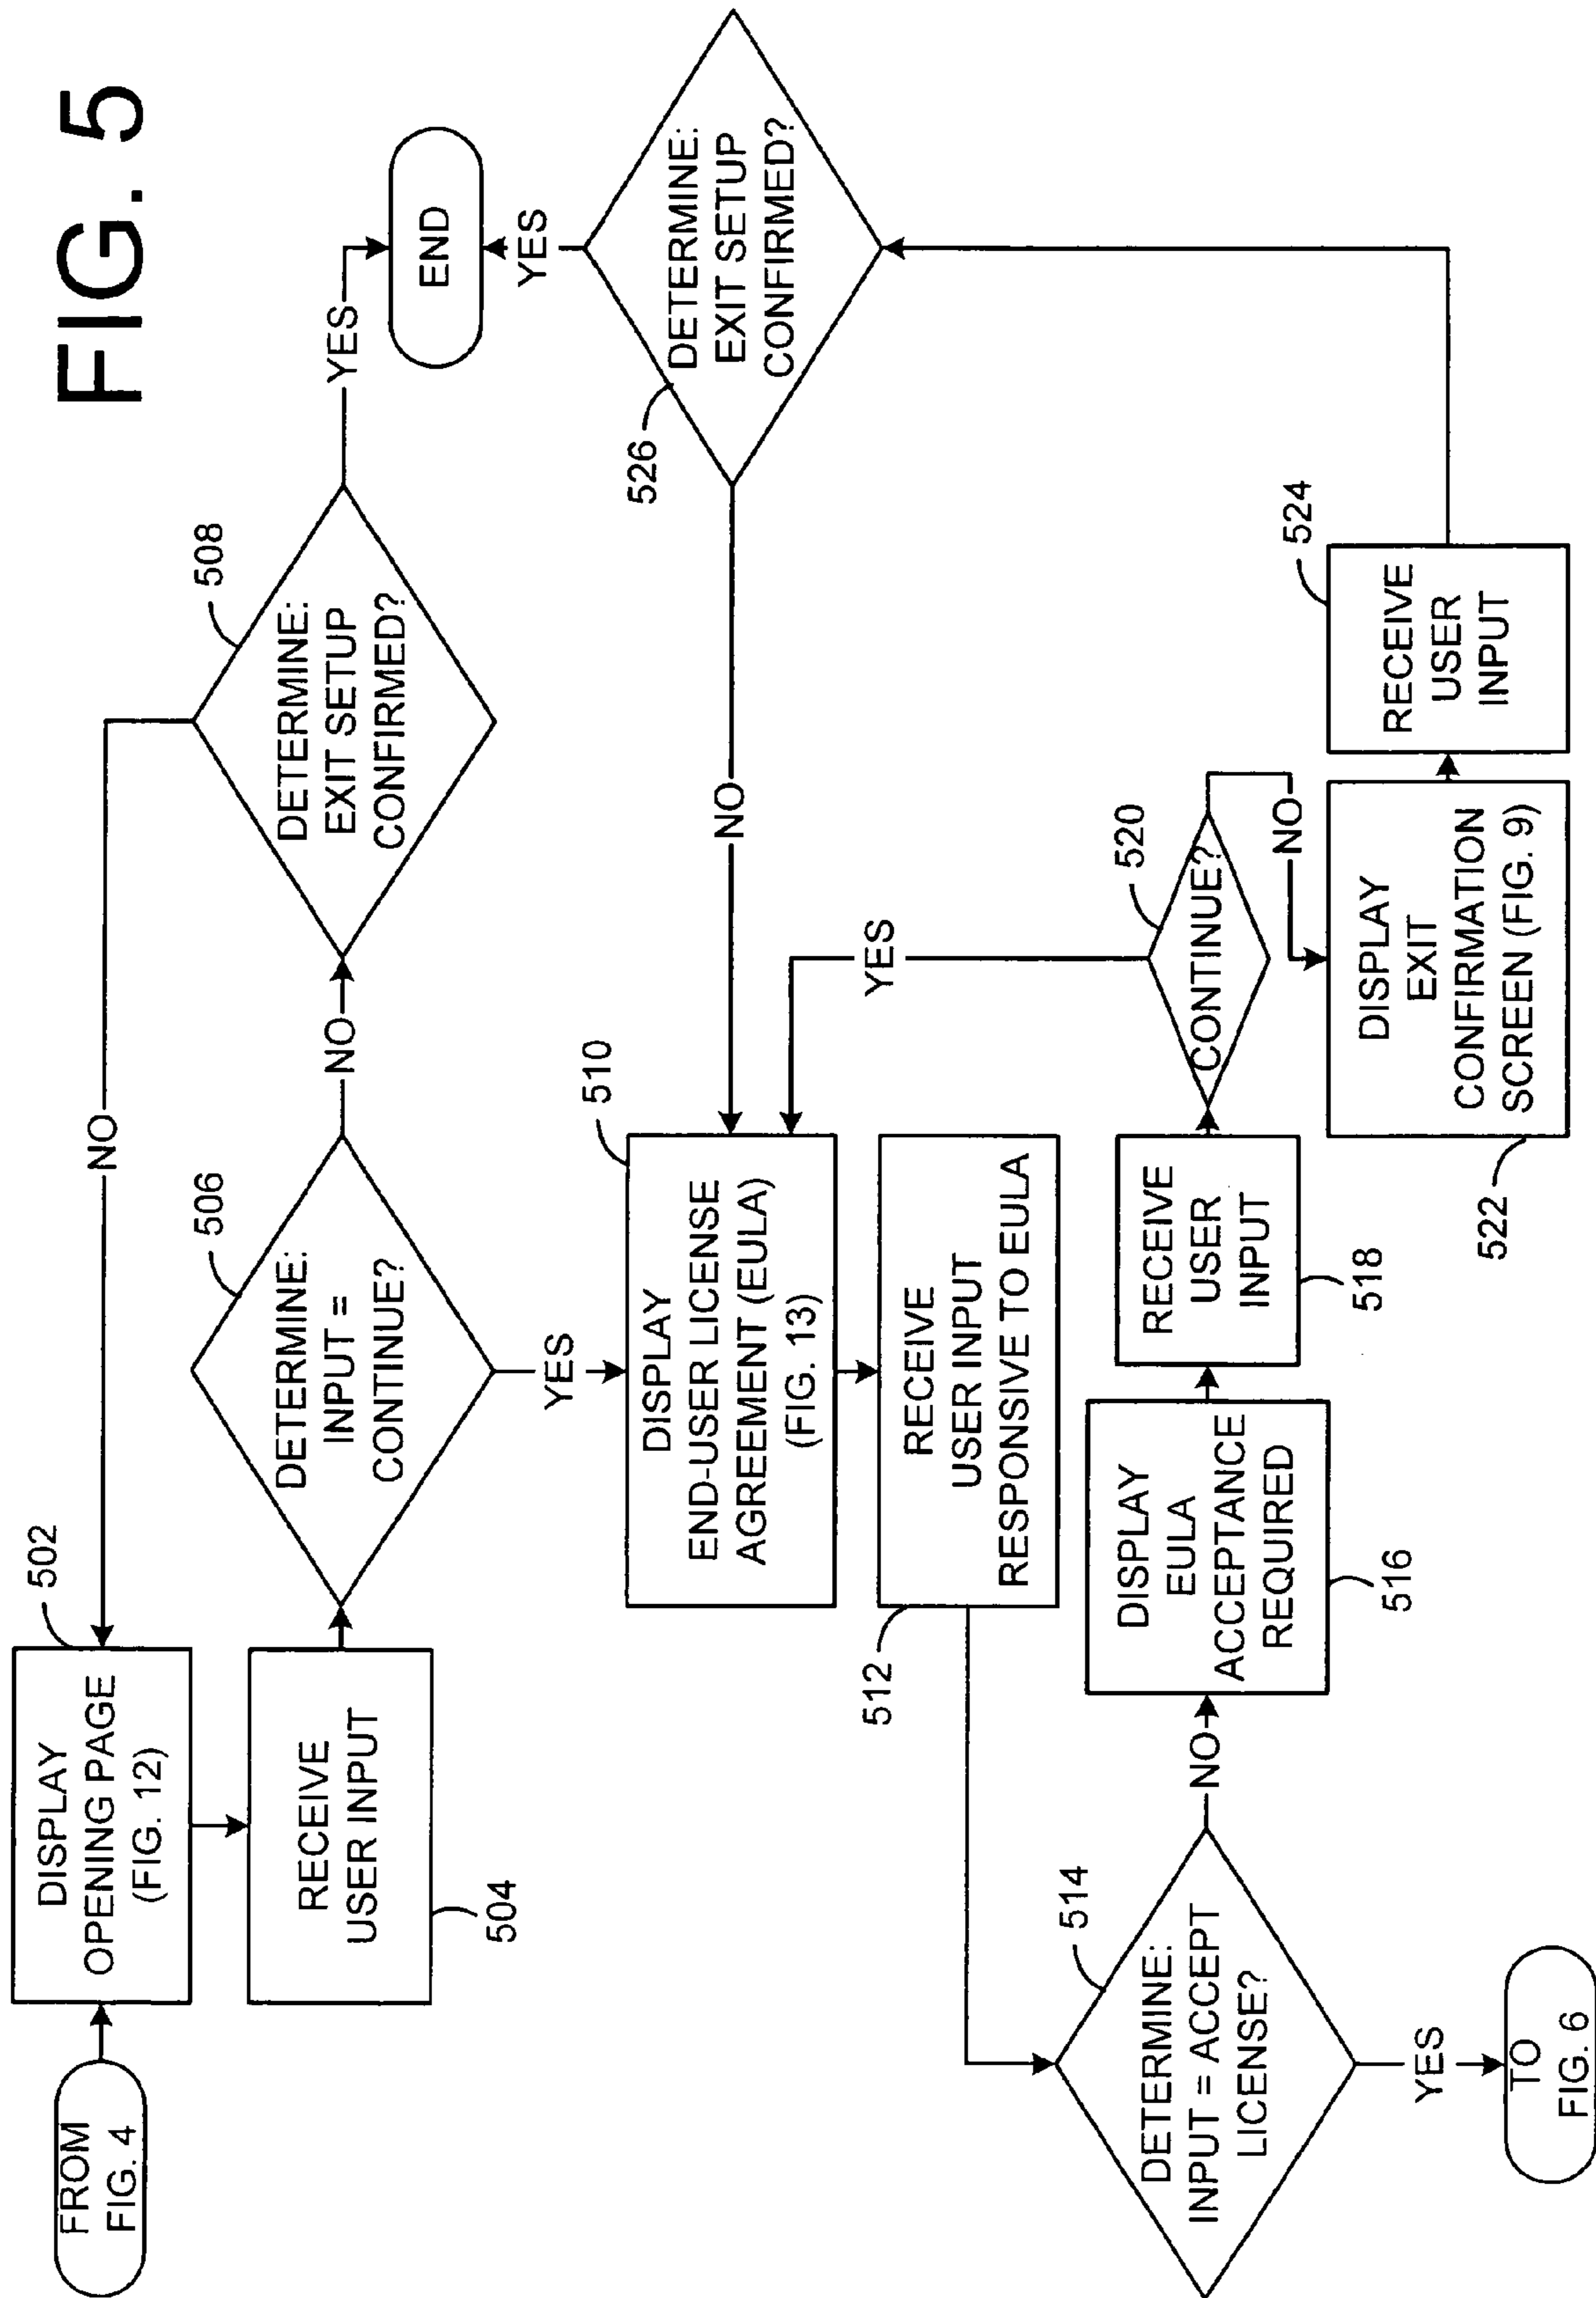 FIG. 5
FROM
FIG. 4
502
DISPLAY
OPENING PAGE
(FIG. 12)
NO
RECEIVE
USER INPUT
504
506
DETERMINE:
INPUT =
CONTINUE?
NO
508
DETERMINE:
EXIT SETUP
CONFIRMED?
YES
END
YES
510
DISPLAY
END-USER LICENSE
AGREEMENT (EULA)
(FIG. 13)
NO
526
DETERMINE:
EXIT SETUP
CONFIRMED?
YES
512
RECEIVE
USER INPUT
RESPONSIVE TO EULA
YES
514
DETERMINE:
INPUT = ACCEPT
LICENSE?
NO
DISPLAY
EULA
ACCEPTANCE
REQUIRED
516
RECEIVE
USER
INPUT
518
520
CONTINUE?
NO
DISPLAY
EXIT
CONFIRMATION
SCREEN (FIG. 9)
522
524
RECEIVE
USER
INPUT
YES
TO
FIG. 6